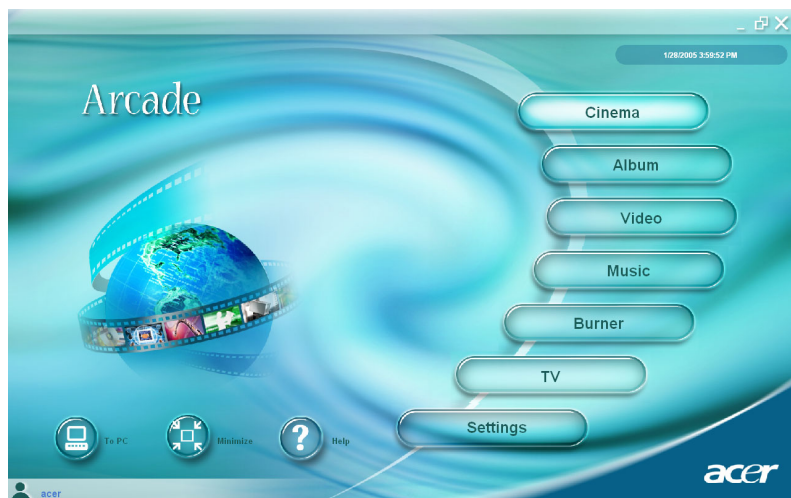 1/28/2005 3:59:52 PM
Arcade
Cinema
Album
Video
Music
Burner
TV
Settings
To PC
Minimize
Help
acer
acer